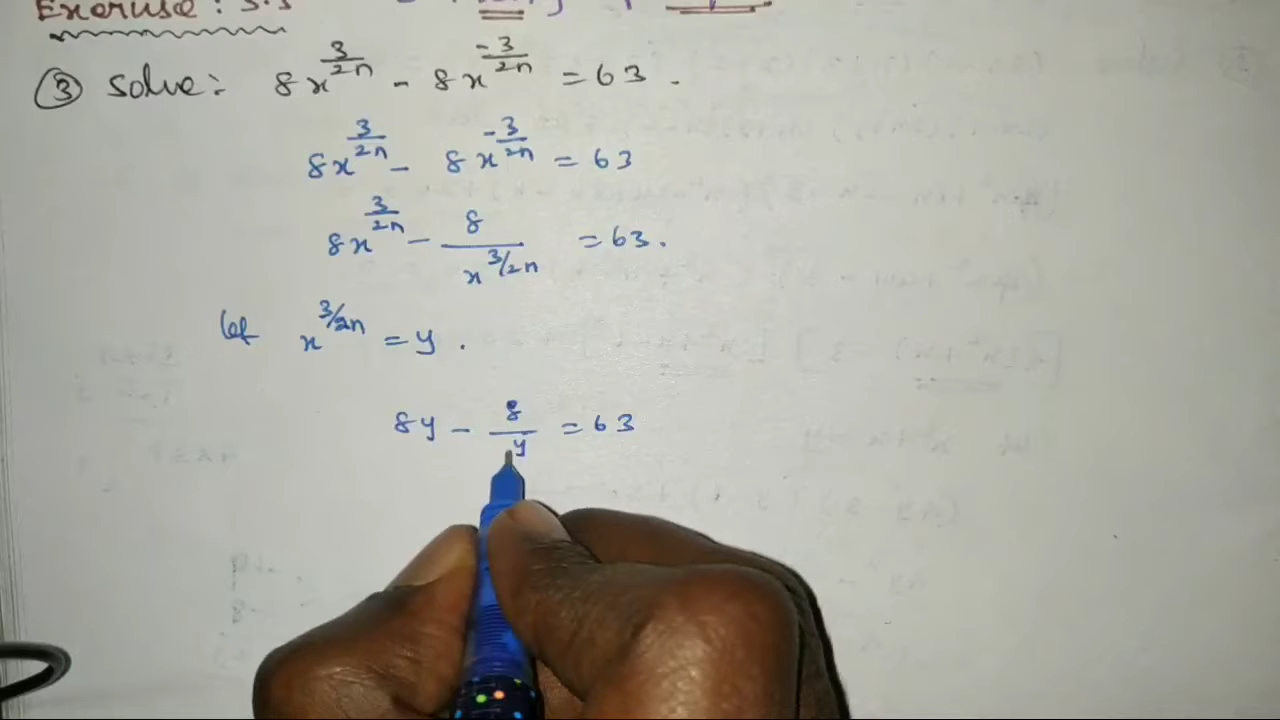 Exercise: 3.5
③ Solve: 8x^(3/2n) - 8x^(-3/2n) = 63.
8x^(3/2n) - 8x^(-3/2n) = 63
8x^(3/2n) - 8/x^(3/2n) = 63.
let x^(3/2n) = y.
8y - 8/y = 63